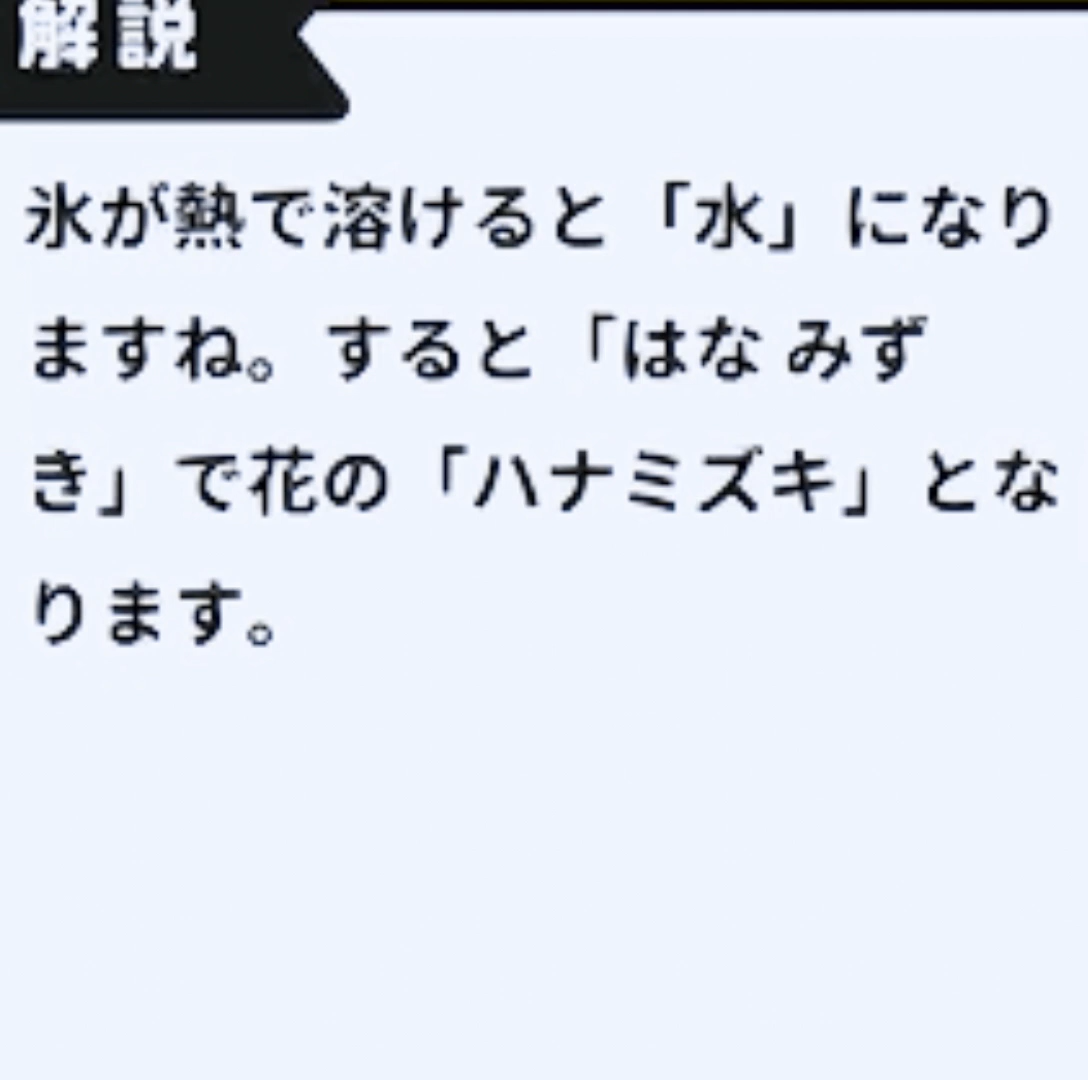 解説
氷が熱で溶けると「水」になり
ますね。すると「はな みず
き」で花の「ハナミズキ」とな
ります。